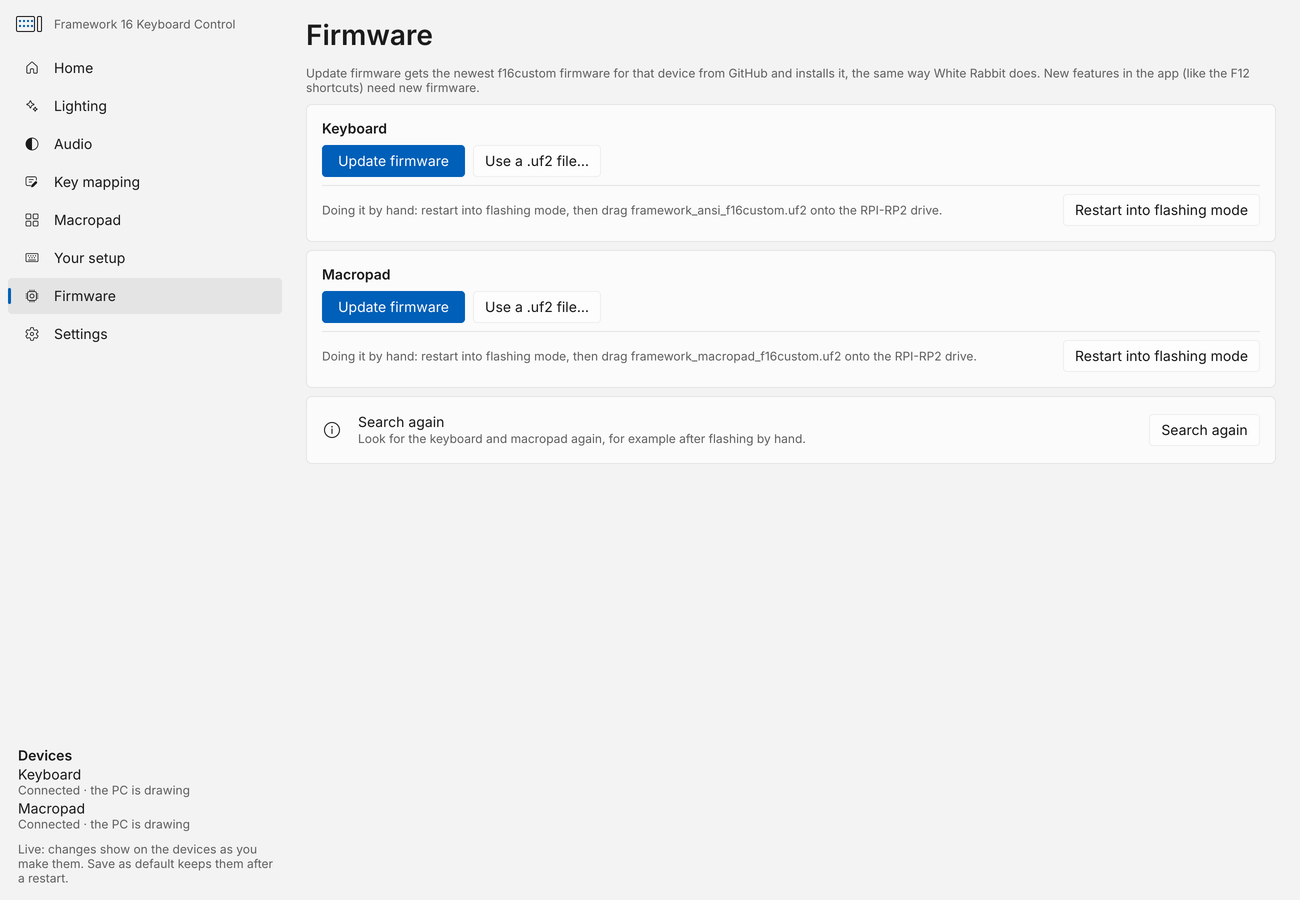 Framework 16 Keyboard Control
Home
Lighting
Audio
Key mapping
Macropad
Your setup
Firmware
Settings
Devices
Keyboard
Connected · the PC is drawing
Macropad
Connected · the PC is drawing
Live: changes show on the devices as you
make them. Save as default keeps them after
a restart.
Firmware
Update firmware gets the newest f16custom firmware for that device from GitHub and installs it, the same way White Rabbit does. New features in the app (like the F12
shortcuts) need new firmware.
Keyboard
Update firmware
Use a .uf2 file...
Doing it by hand: restart into flashing mode, then drag framework_ansi_f16custom.uf2 onto the RPI-RP2 drive.
Restart into flashing mode
Macropad
Update firmware
Use a .uf2 file...
Doing it by hand: restart into flashing mode, then drag framework_macropad_f16custom.uf2 onto the RPI-RP2 drive.
Restart into flashing mode
Search again
Look for the keyboard and macropad again, for example after flashing by hand.
Search again